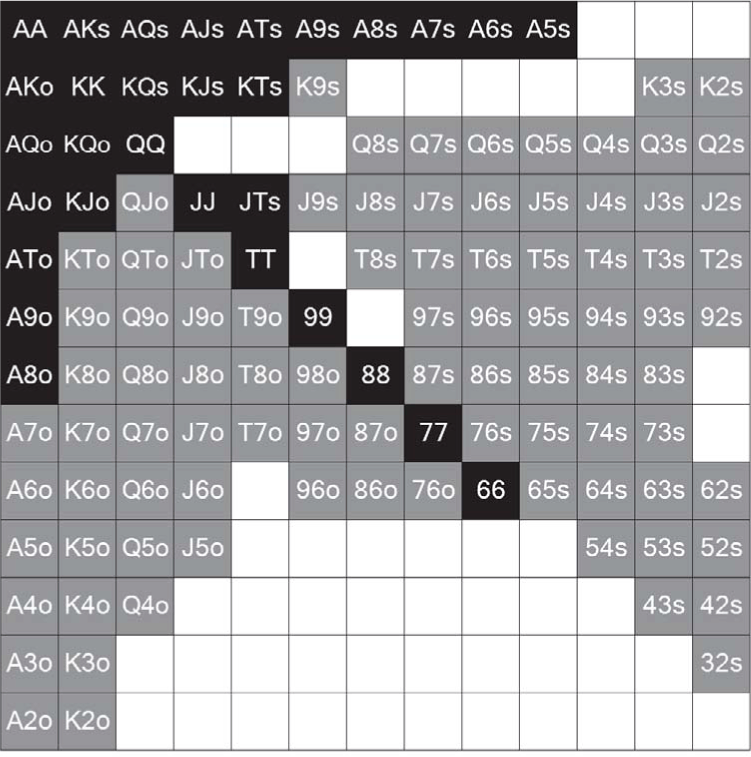 AA AKs AQs AJs ATs A9s A8s A7s A6s A5s
AKo KK KQs KJs KTs K9s K3s K2s
AQo KQo QQ Q8s Q7s Q6s Q5s Q4s Q3s Q2s
AJo KJo QJo JJ JTs J9s J8s J7s J6s J5s J4s J3s J2s
ATo KTo QTo JTo TT T8s T7s T6s T5s T4s T3s T2s
A9o K9o Q9o J9o T9o 99 97s 96s 95s 94s 93s 92s
A8o K8o Q8o J8o T8o 98o 88 87s 86s 85s 84s 83s
A7o K7o Q7o J7o T7o 97o 87o 77 76s 75s 74s 73s
A6o K6o Q6o J6o 96o 86o 76o 66 65s 64s 63s 62s
A5o K5o Q5o J5o 54s 53s 52s
A4o K4o Q4o 43s 42s
A3o K3o 32s
A2o K2o